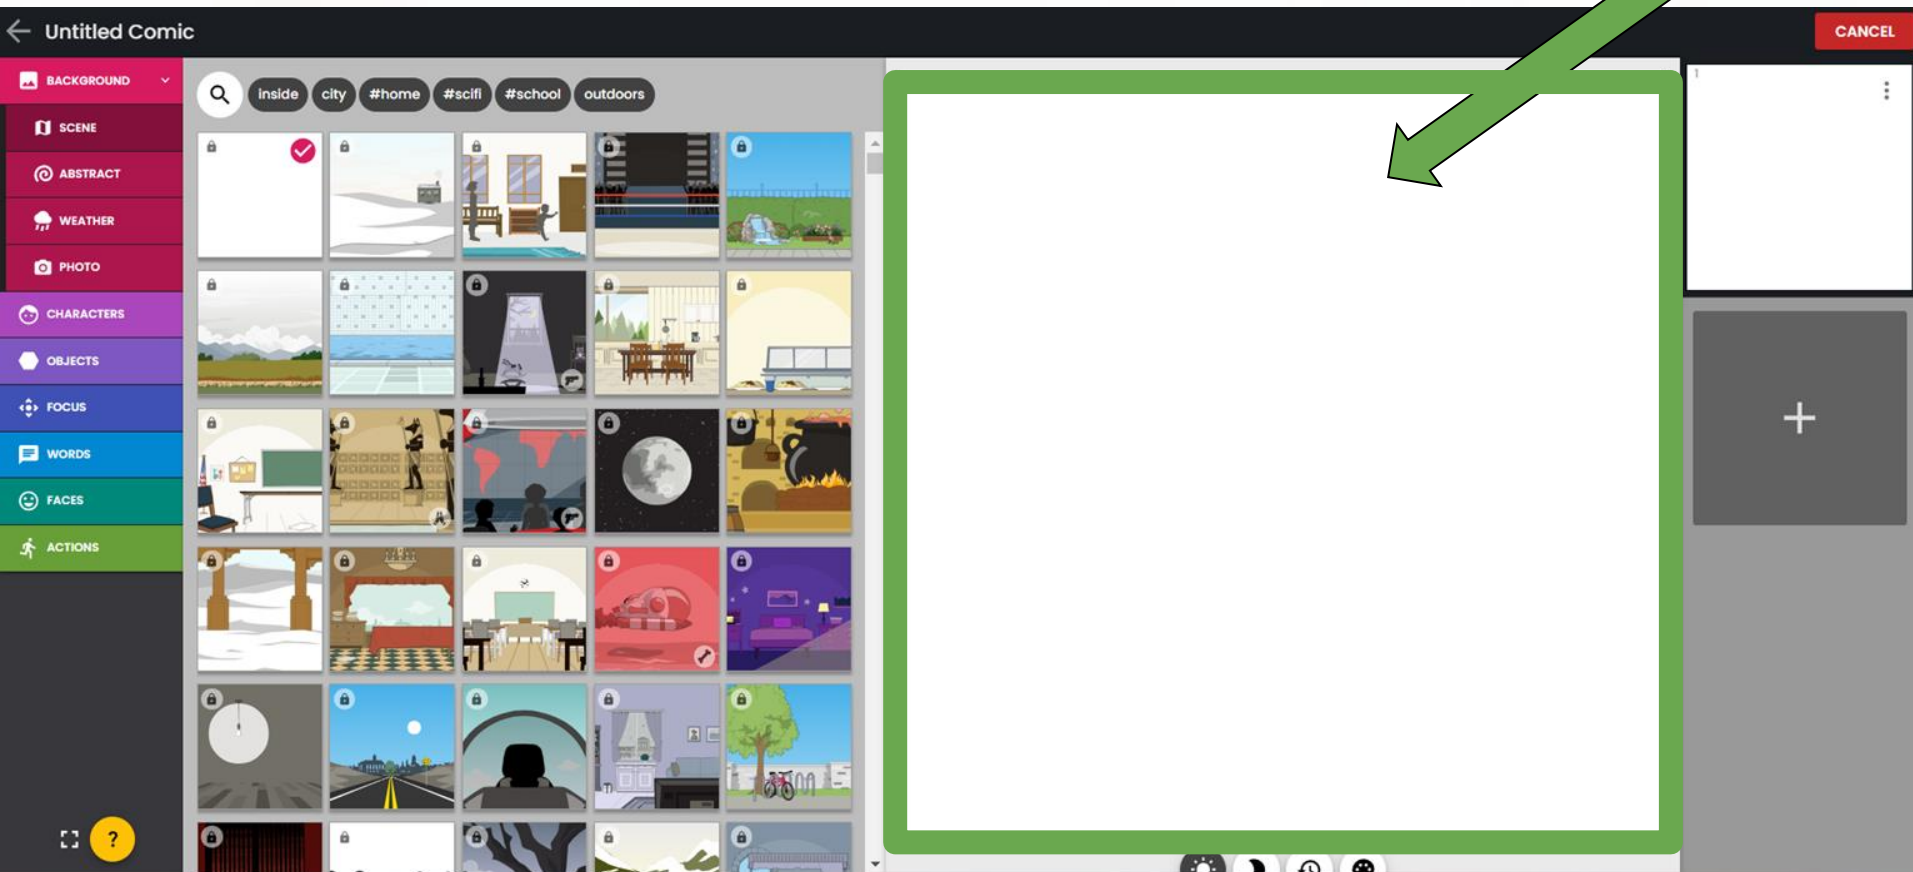 Untitled Comic
CANCEL
BACKGROUND
SCENE
ABSTRACT
WEATHER
PHOTO
CHARACTERS
OBJECTS
FOCUS
WORDS
FACES
ACTIONS
?
inside city #home #scifi #school outdoors
1
+